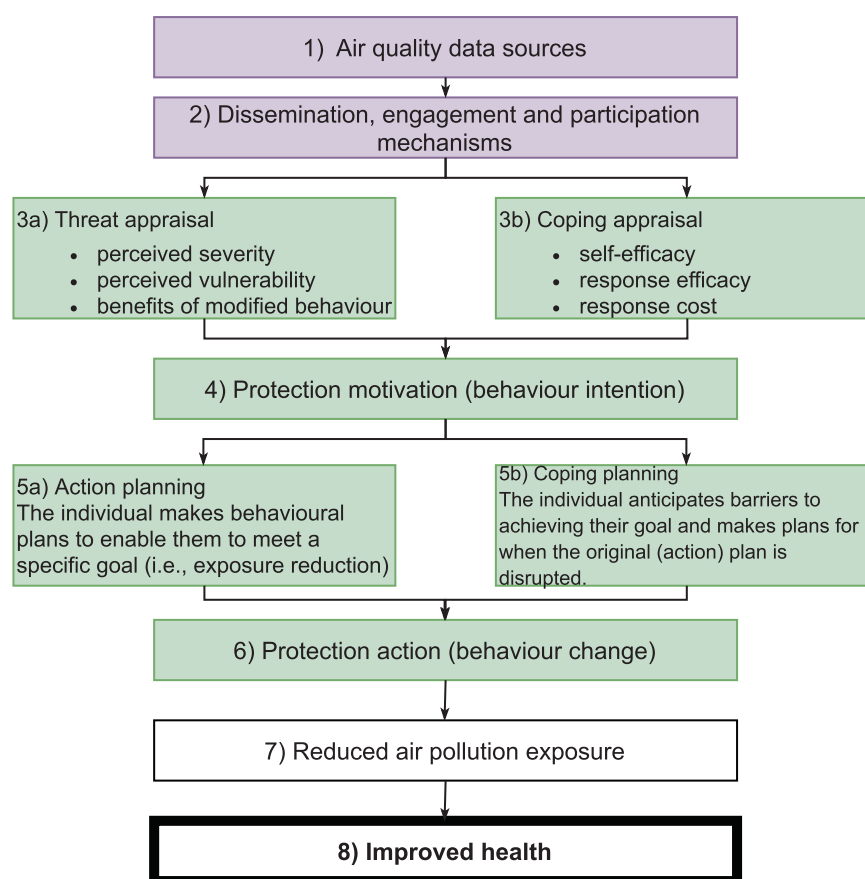 1) Air quality data sources
2) Dissemination, engagement and participation
mechanisms
3a) Threat appraisal
• perceived severity
• perceived vulnerability
• benefits of modified behaviour
3b) Coping appraisal
• self-efficacy
• response efficacy
• response cost
4) Protection motivation (behaviour intention)
5a) Action planning
The individual makes behavioural
plans to enable them to meet a
specific goal (i.e., exposure reduction)
5b) Coping planning
The individual anticipates barriers to
achieving their goal and makes plans for
when the original (action) plan is
disrupted.
6) Protection action (behaviour change)
7) Reduced air pollution exposure
8) Improved health